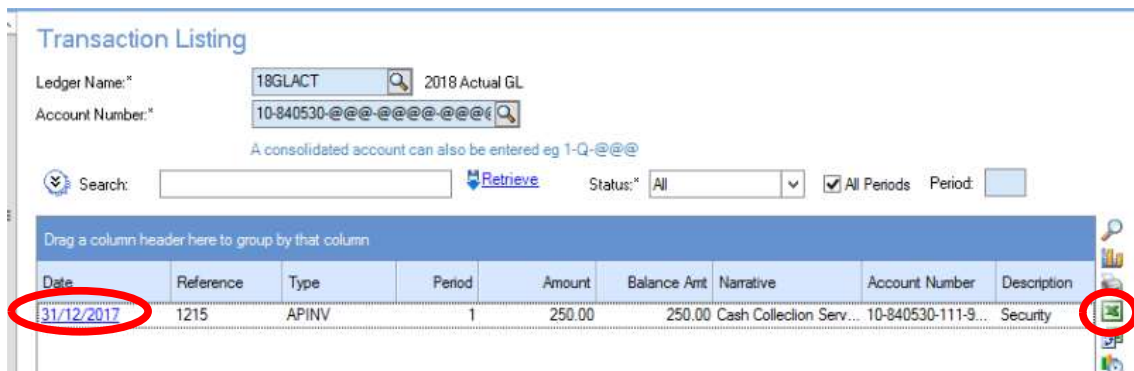 Transaction Listing
Ledger Name:* 18GLACT 2018 Actual GL
Account Number:* 10-840530-@@@-@@@@-@@@
A consolidated account can also be entered eg 1-Q-@@@
Search: Retrieve Status:* All All Periods Period:
Drag a column header here to group by that column
Date Reference Type Period Amount Balance Amt Narrative Account Number Description
31/12/2017 1215 APINV 1 250.00 250.00 Cash Collection Serv... 10-840530-111-9... Security